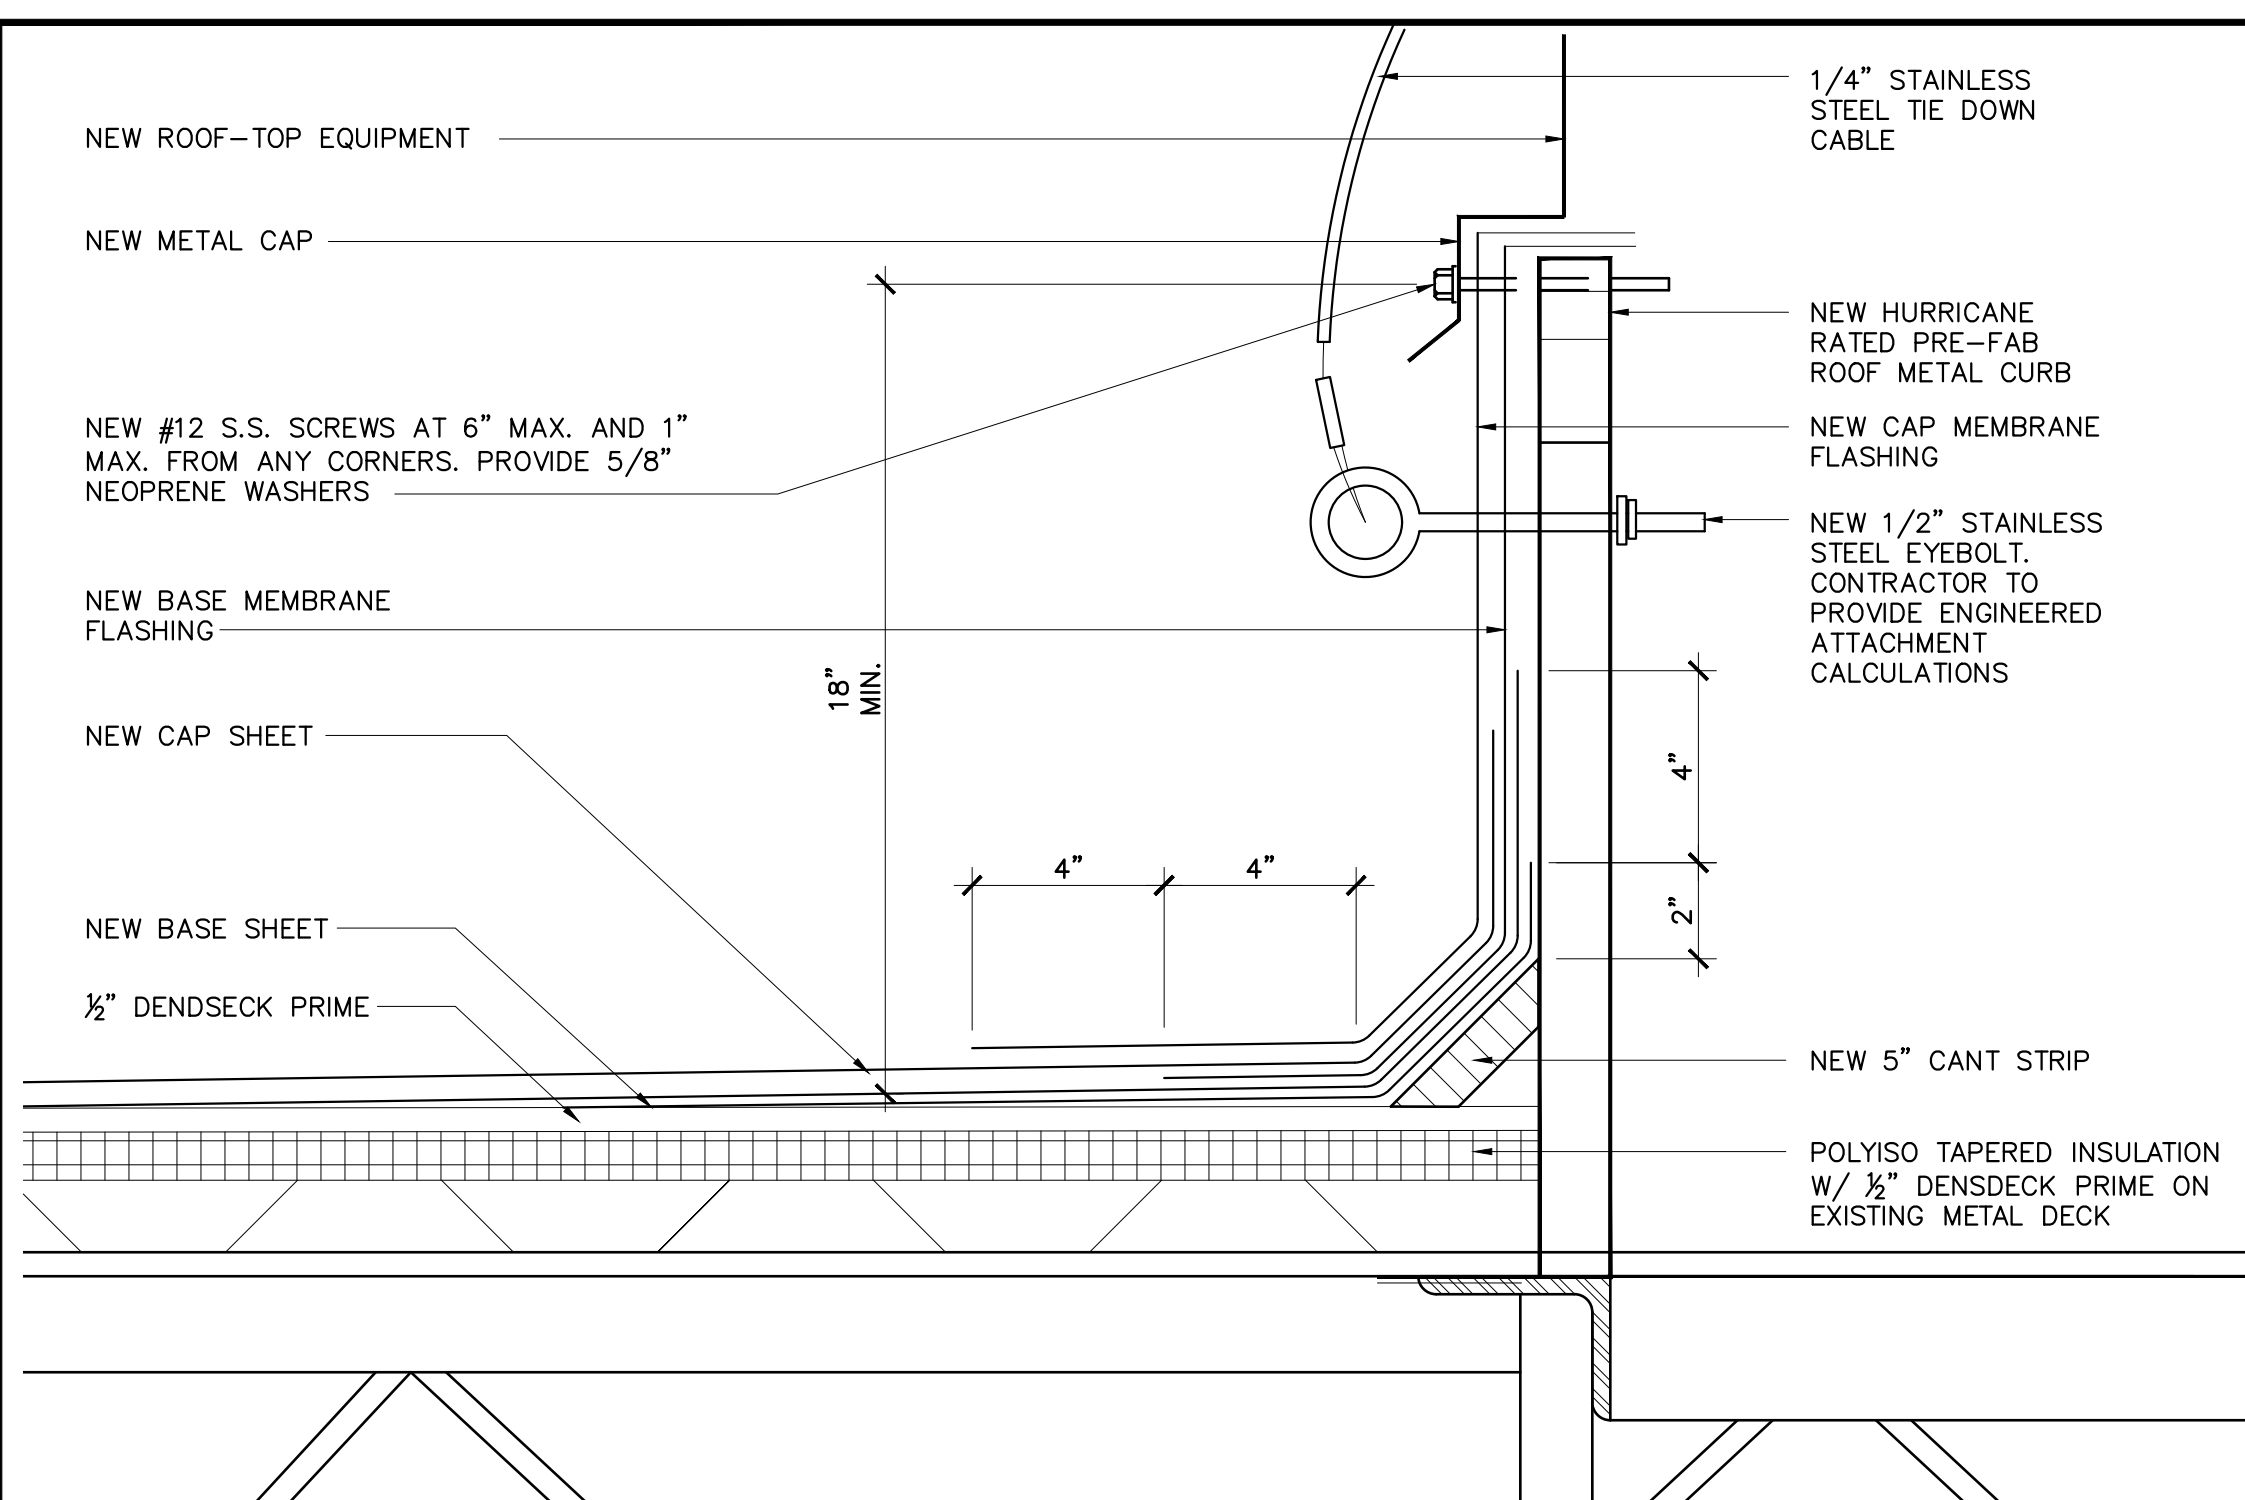 NEW ROOF-TOP EQUIPMENT
NEW METAL CAP
NEW #12 S.S. SCREWS AT 6" MAX. AND 1"
MAX. FROM ANY CORNERS. PROVIDE 5/8"
NEOPRENE WASHERS
NEW BASE MEMBRANE
FLASHING
NEW CAP SHEET
NEW BASE SHEET
½" DENDSECK PRIME
18"
MIN.
4"
4"
4"
2"
1/4" STAINLESS
STEEL TIE DOWN
CABLE
NEW HURRICANE
RATED PRE-FAB
ROOF METAL CURB
NEW CAP MEMBRANE
FLASHING
NEW 1/2" STAINLESS
STEEL EYEBOLT.
CONTRACTOR TO
PROVIDE ENGINEERED
ATTACHMENT
CALCULATIONS
NEW 5" CANT STRIP
POLYISO TAPERED INSULATION
W/ ½" DENSDECK PRIME ON
EXISTING METAL DECK